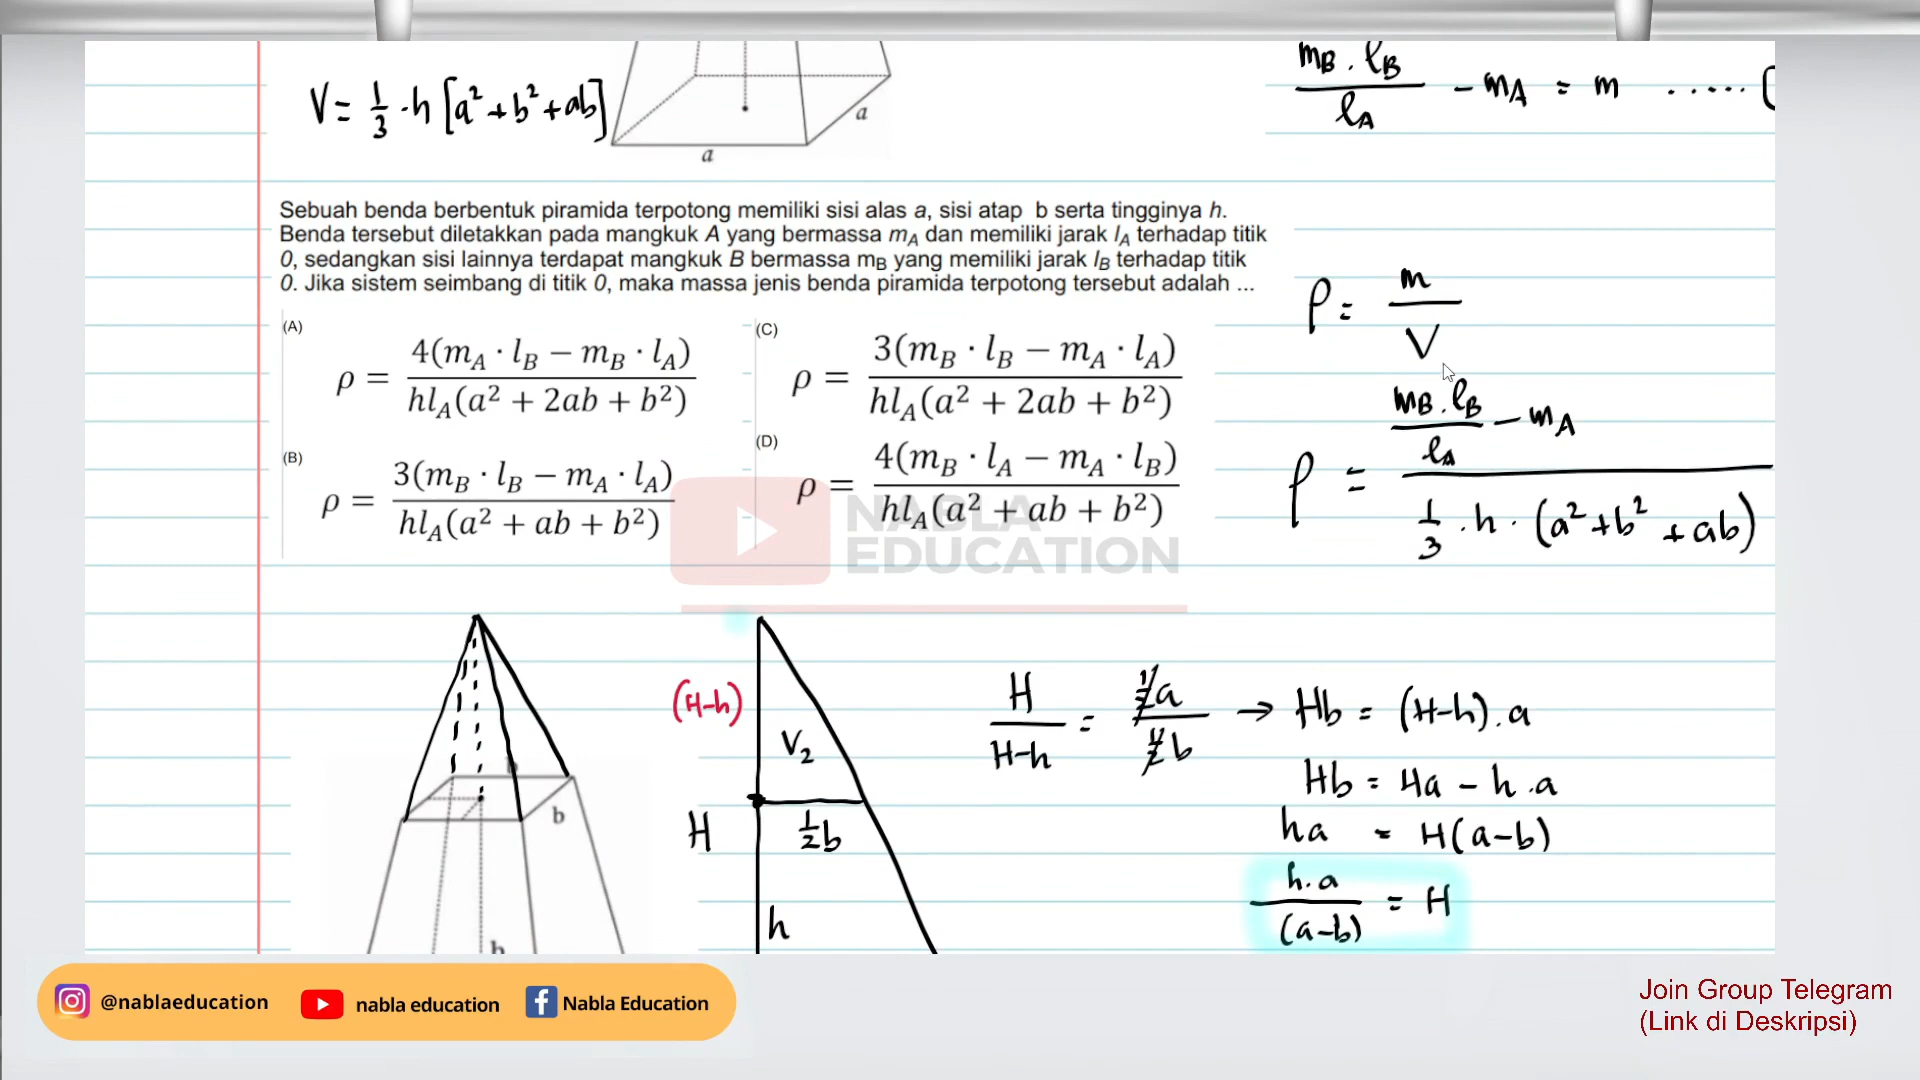 V = 1/3 · h [a² + b² + ab]
a
a
mB · lB / lA - mA = m ..... (
Sebuah benda berbentuk piramida terpotong memiliki sisi alas a, sisi atap b serta tingginya h.
Benda tersebut diletakkan pada mangkuk A yang bermassa mA dan memiliki jarak lA terhadap titik
0, sedangkan sisi lainnya terdapat mangkuk B bermassa mB yang memiliki jarak lB terhadap titik
0. Jika sistem seimbang di titik 0, maka massa jenis benda piramida terpotong tersebut adalah ...
(A)
ρ = 4(mA · lB − mB · lA) / hlA(a² + 2ab + b²)
(C)
ρ = 3(mB · lB − mA · lA) / hlA(a² + 2ab + b²)
(B)
ρ = 3(mB · lB − mA · lA) / hlA(a² + ab + b²)
(D)
ρ = 4(mB · lA − mA · lB) / hlA(a² + ab + b²)
NABLA
EDUCATION
ρ = m / V
ρ = (mB · lB / lA - mA) / (1/3 · h · (a² + b² + ab))
b
b
h
(H-h)
V₂
H
1/2 b
h
H / H-h = 1/2 a / 1/2 b → Hb = (H-h) . a
Hb = Ha - h . a
ha = H(a-b)
h.a / (a-b) = H
@nablaeducation
nabla education
Nabla Education
Join Group Telegram
(Link di Deskripsi)